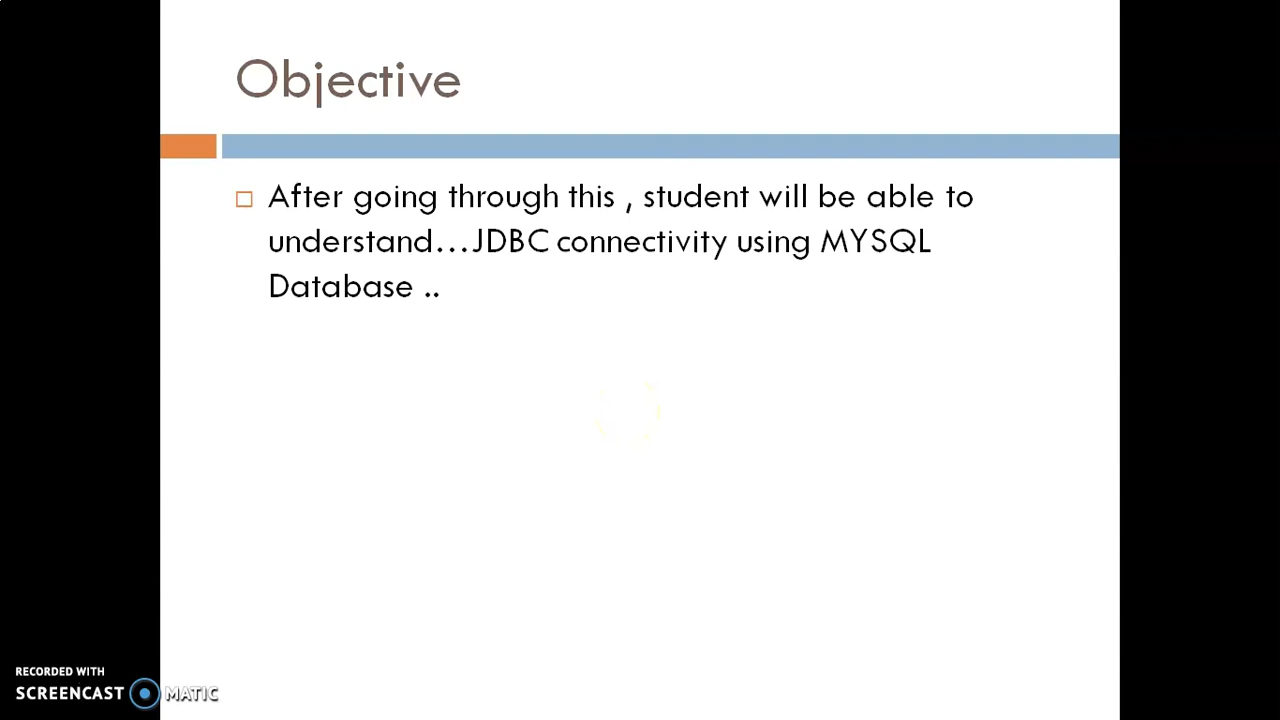 Objective
After going through this , student will be able to
understand...JDBC connectivity using MYSQL
Database ..
RECORDED WITH
SCREENCAST MATIC